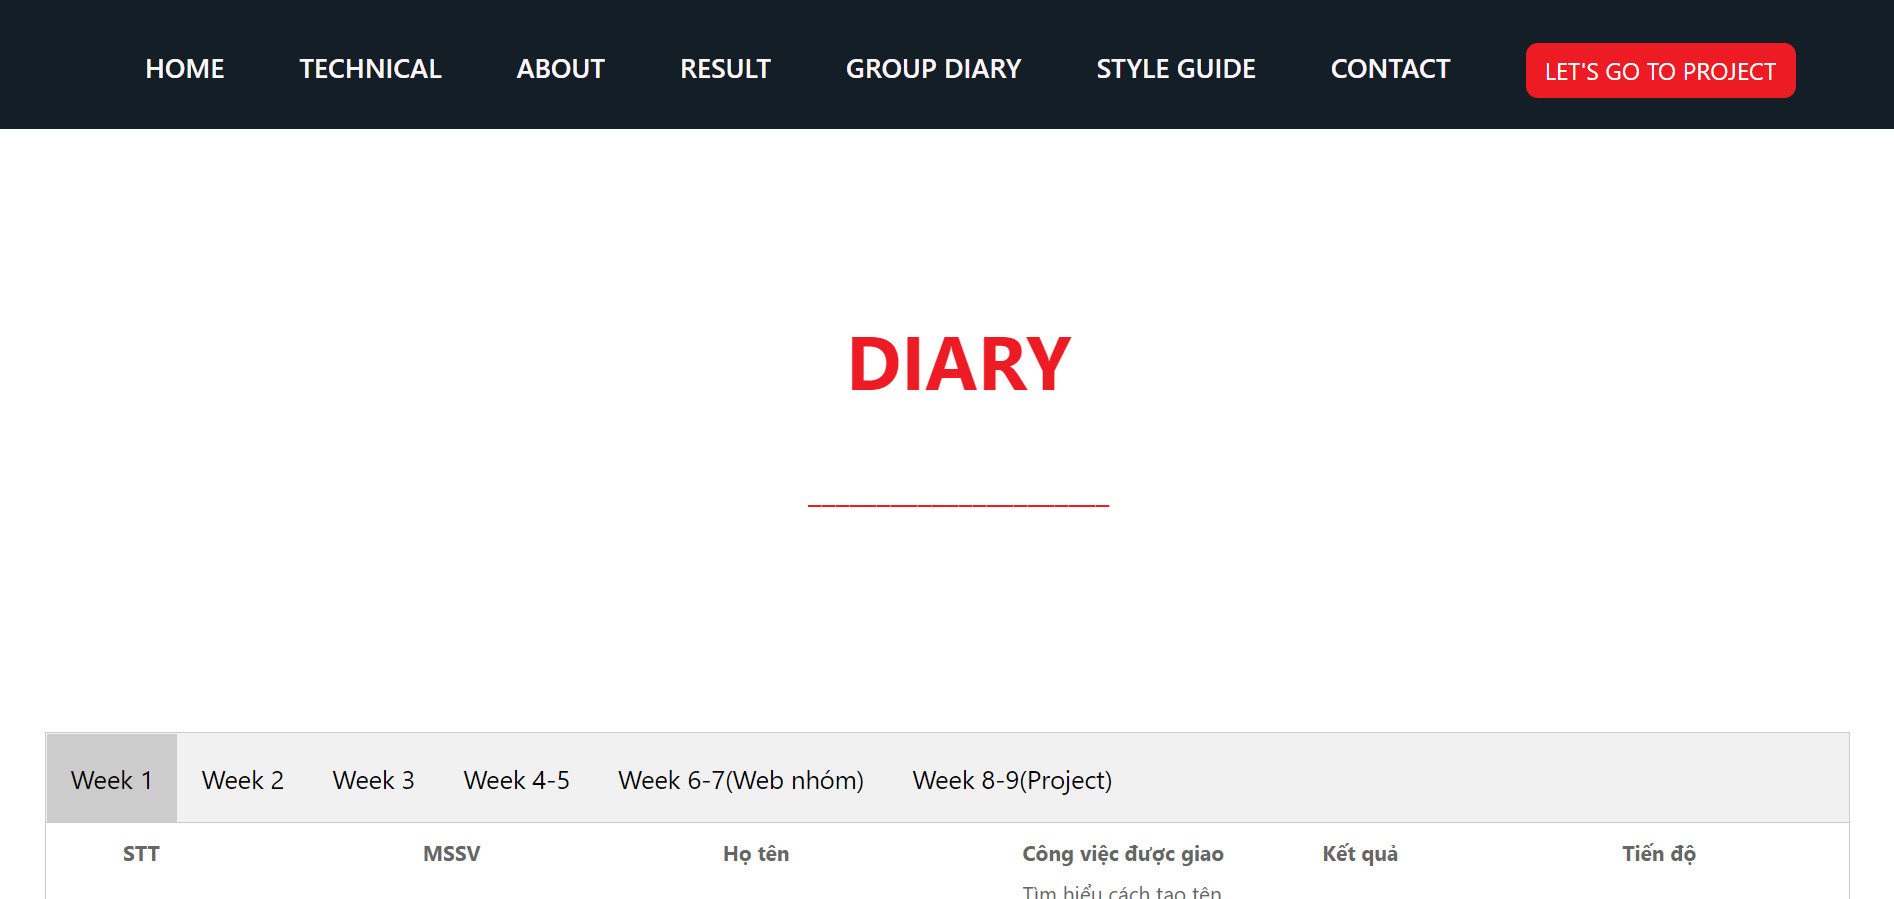 HOME TECHNICAL ABOUT RESULT GROUP DIARY STYLE GUIDE CONTACT LET'S GO TO PROJECT
DIARY
Week 1 Week 2 Week 3 Week 4-5 Week 6-7(Web nhóm) Week 8-9(Project)
STT MSSV Họ tên Công việc được giao Kết quả Tiến độ
Tìm hiểu cách tạo tên